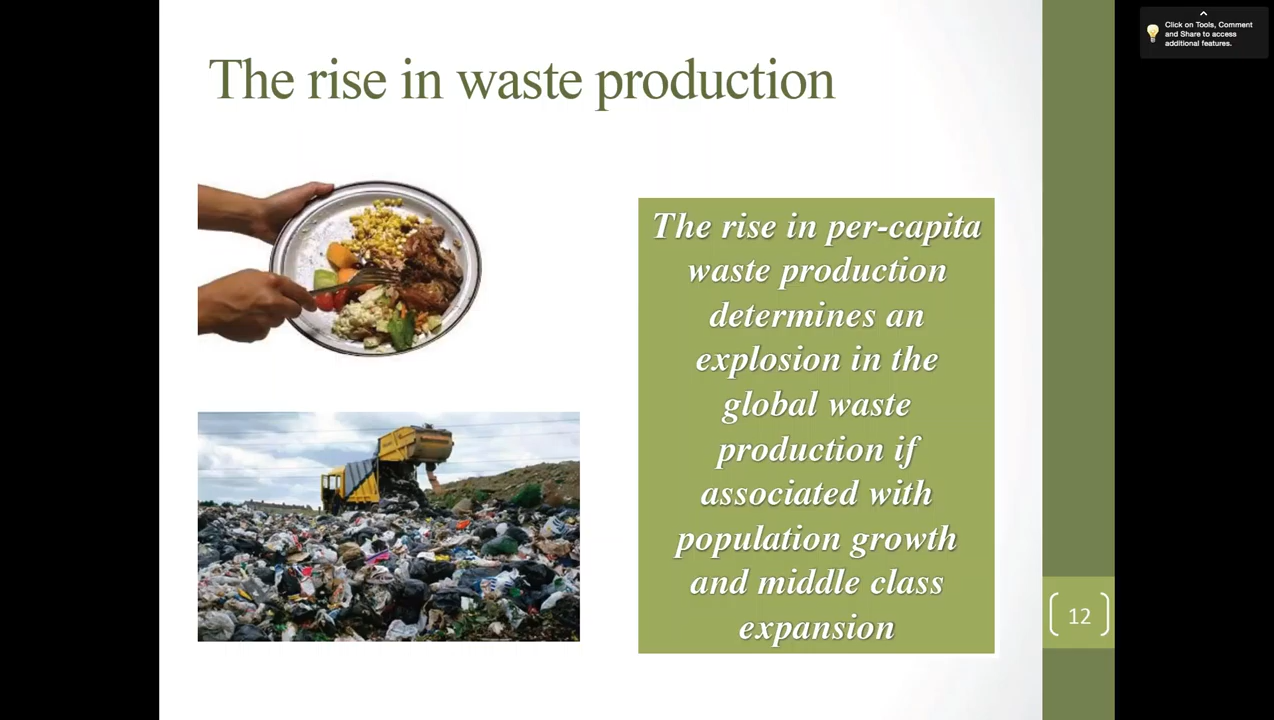 The rise in waste production
The rise in per-capita
waste production
determines an
explosion in the
global waste
production if
associated with
population growth
and middle class
expansion
12
Click on Tools, Comment
and Share to access
additional features.